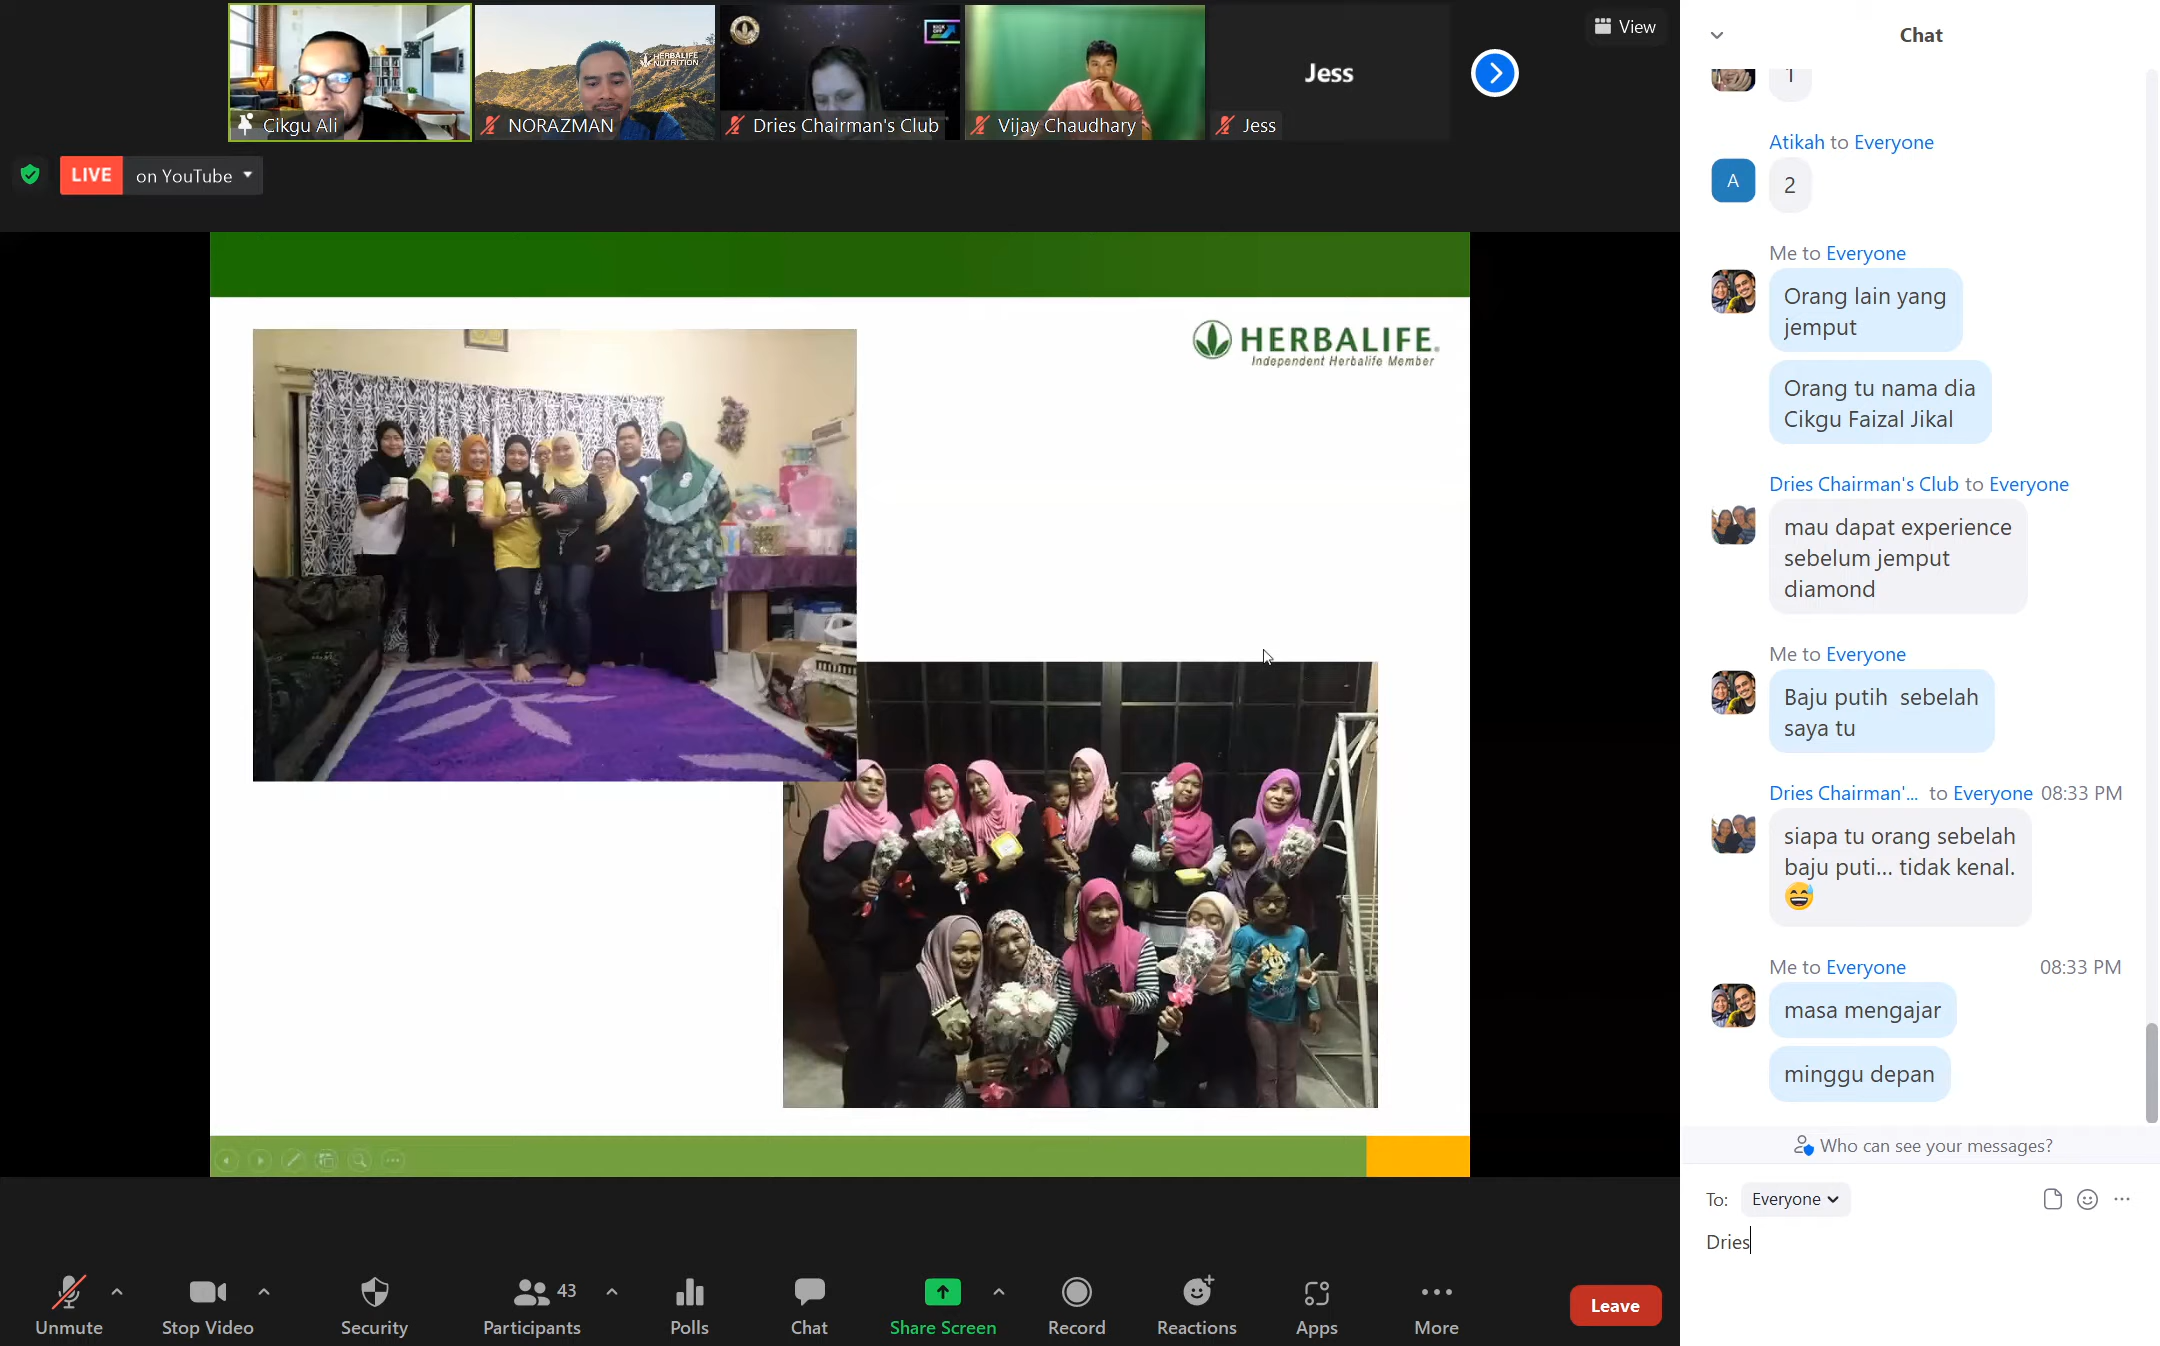 Cikgu Ali
HERBALIFE
NUTRITION
NORAZMAN
Dries Chairman's Club
Vijay Chaudhary
Jess
Jess
View
LIVE on YouTube
HERBALIFE
Independent Herbalife Member
Chat
1
Atikah to Everyone
A
2
Me to Everyone
Orang lain yang
jemput
Orang tu nama dia
Cikgu Faizal Jikal
Dries Chairman's Club to Everyone
mau dapat experience
sebelum jemput
diamond
Me to Everyone
Baju putih  sebelah
saya tu
Dries Chairman'... to Everyone 08:33 PM
siapa tu orang sebelah
baju puti... tidak kenal.
😅
Me to Everyone 08:33 PM
masa mengajar
minggu depan
Who can see your messages?
To: Everyone
Dries
Unmute
Stop Video
Security
43
Participants
Polls
Chat
Share Screen
Record
Reactions
Apps
More
Leave